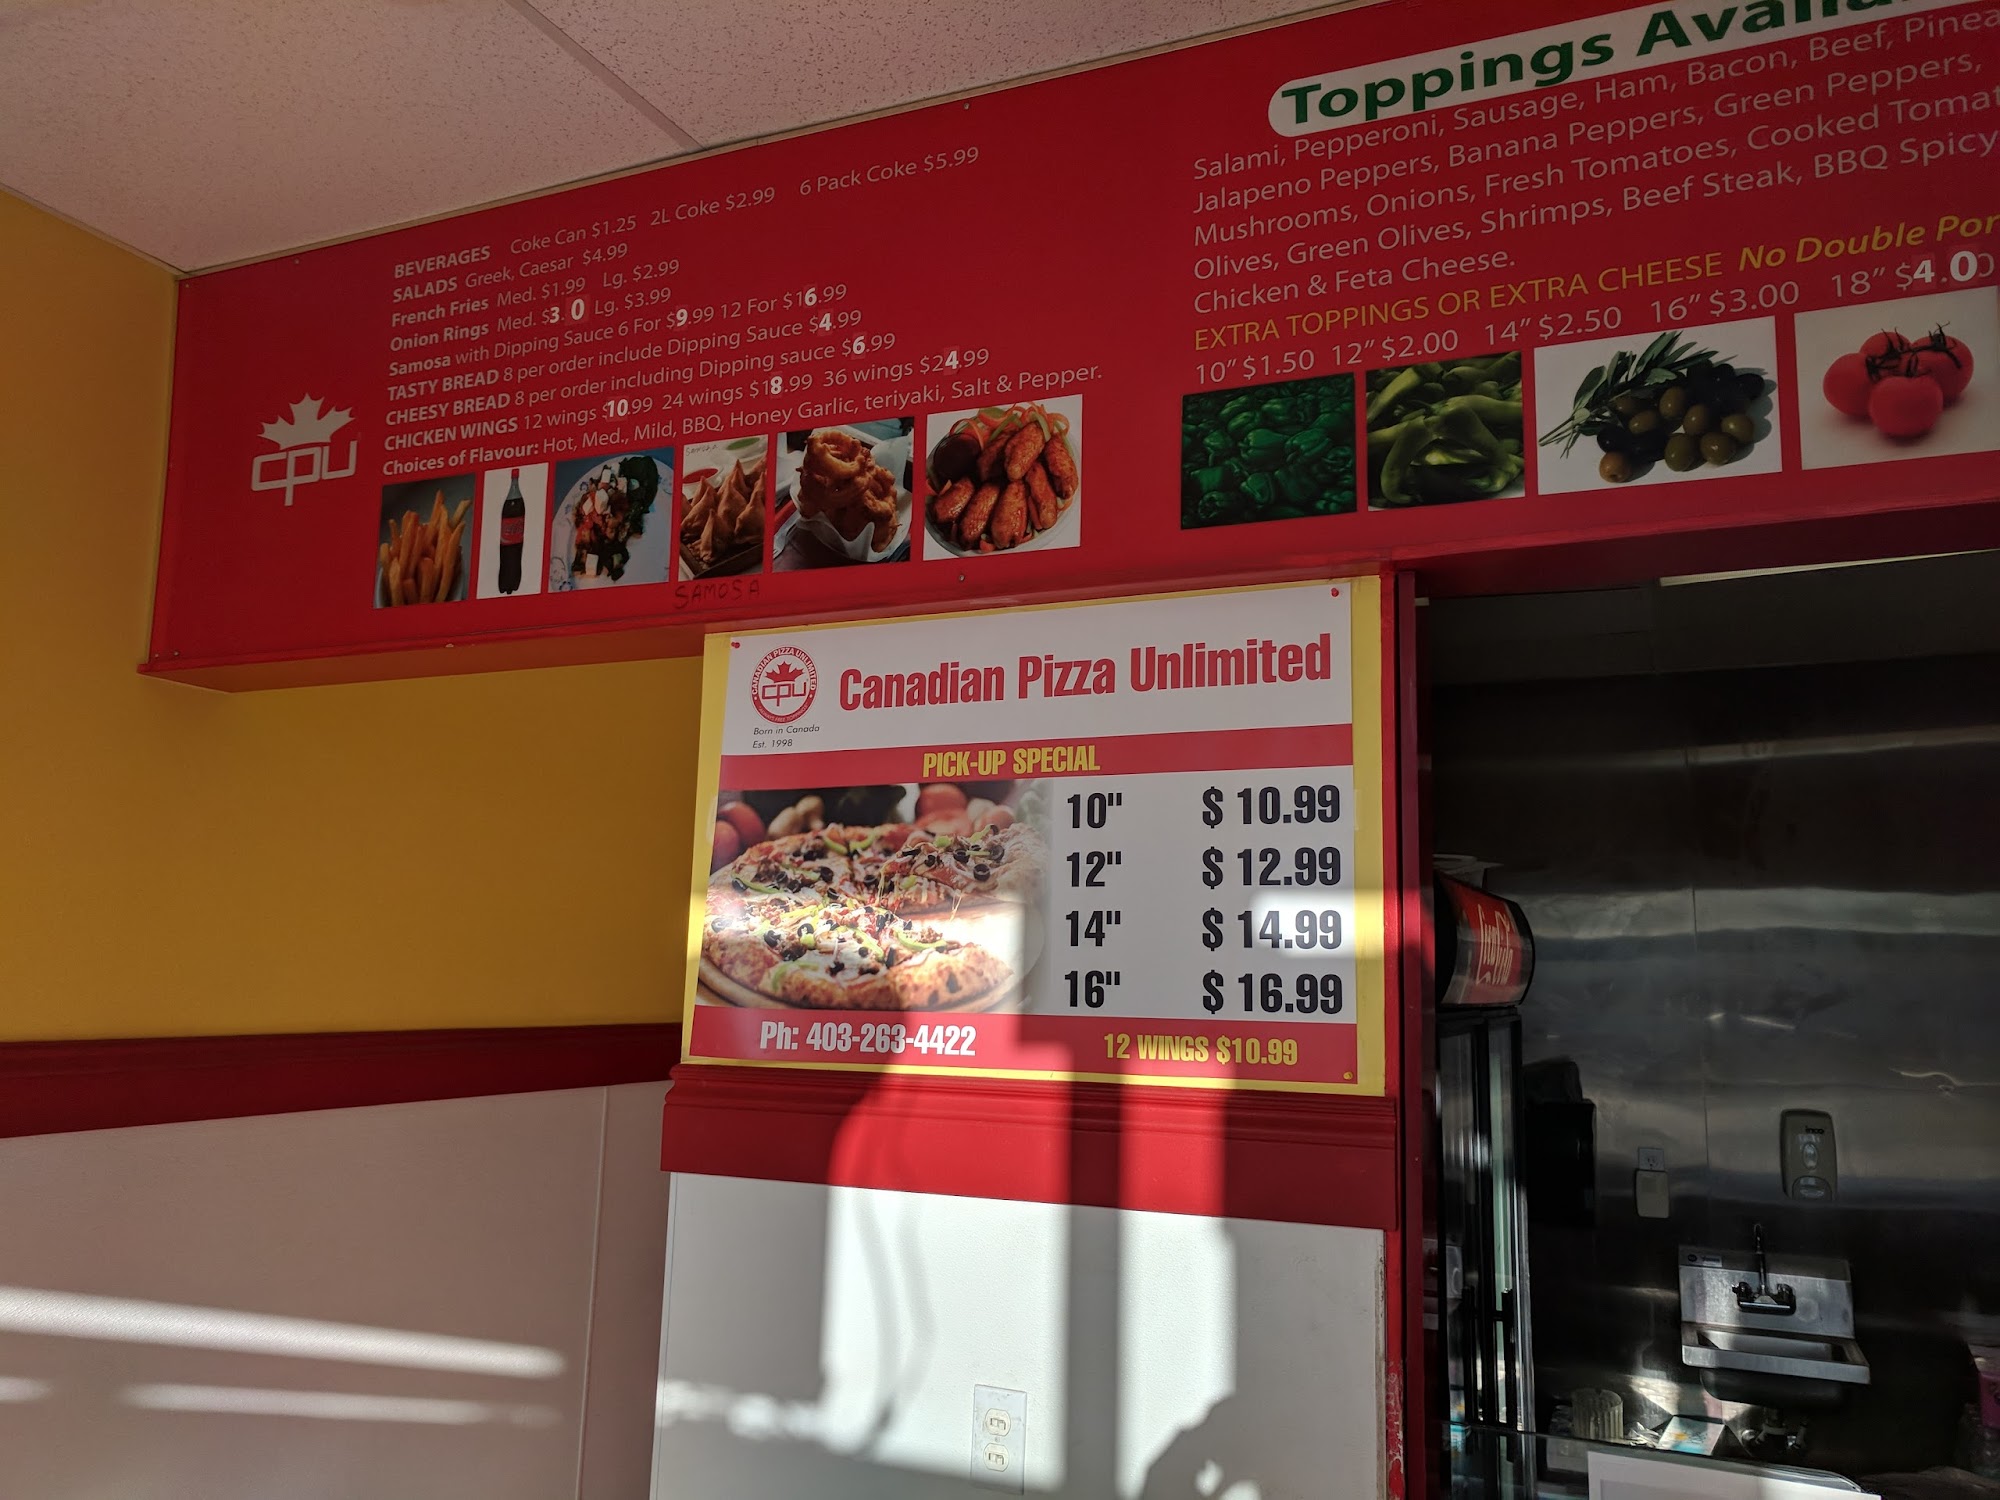 BEVERAGES Coke Can $1.25 2L Coke $2.99 6 Pack Coke $5.99
SALADS Greek, Caesar $4.99
French Fries Med. $1.99 Lg. $2.99
Onion Rings Med. $3. 0 Lg. $3.99
Samosa with Dipping Sauce 6 For $9.99 12 For $16.99
TASTY BREAD 8 per order include Dipping Sauce $4.99
CHEESY BREAD 8 per order including Dipping sauce $6.99
CHICKEN WINGS 12 wings $10.99 24 wings $18.99 36 wings $24.99
Choices of Flavour: Hot, Med., Mild, BBQ, Honey Garlic, teriyaki, Salt & Pepper.
cpu
SAMOSA
Toppings
Salami, Pepperoni, Sausage, Ham, Bacon, Beef,
Jalapeno Peppers, Banana Peppers, Green Peppers,
Mushrooms, Onions, Fresh Tomatoes, Cooked
Olives, Green Olives, Shrimps, Beef Steak, BBQ Spicy
Chicken & Feta Cheese.
EXTRA TOPPINGS OR EXTRA CHEESE No Double
10" $1.50 12" $2.00 14" $2.50 16" $3.00 18" $4.00
CANADIAN PIZZA UNLIMITED
cpu
Born in Canada
Est. 1998
Canadian Pizza Unlimited
PICK-UP SPECIAL
10" $ 10.99
12" $ 12.99
14" $ 14.99
16" $ 16.99
Ph: 403-263-4422
12 WINGS $10.99